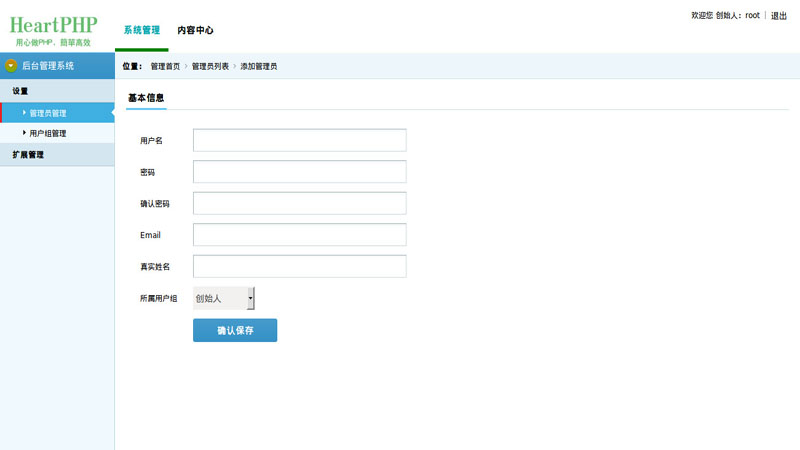 HeartPHP
用心做PHP，簡單高效
系统管理 内容中心
欢迎您 创始人：root | 退出
后台管理系统
位置： 管理首页 > 管理员列表 > 添加管理员
设置
管理员管理
用户组管理
扩展管理
基本信息
用户名
密码
确认密码
Email
真实姓名
所属用户组 创始人
确认保存